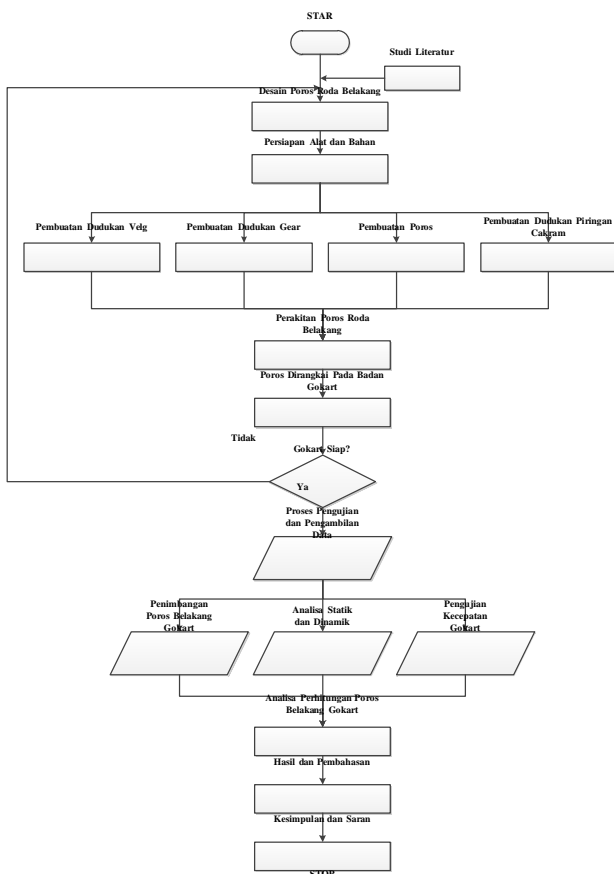 STAR
Studi Literatur
Desain Poros Roda Belakang
Persiapan Alat dan Bahan
Pembuatan Dudukan Velg
Pembuatan Dudukan Gear
Pembuatan Poros
Pembuatan Dudukan Piringan
Cakram
Perakitan Poros Roda
Belakang
Poros Dirangkai Pada Badan
Gokart
Tidak
Gokart Siap?
Ya
Proses Pengujian
dan Pengambilan
Data
Penimbangan
Poros Belakang
Gokart
Analisa Statik
dan Dinamik
Pengujian
Kecepatan
Gokart
Analisa Perhitungan Poros
Belakang Gokart
Hasil dan Pembahasan
Kesimpulan dan Saran
STOP